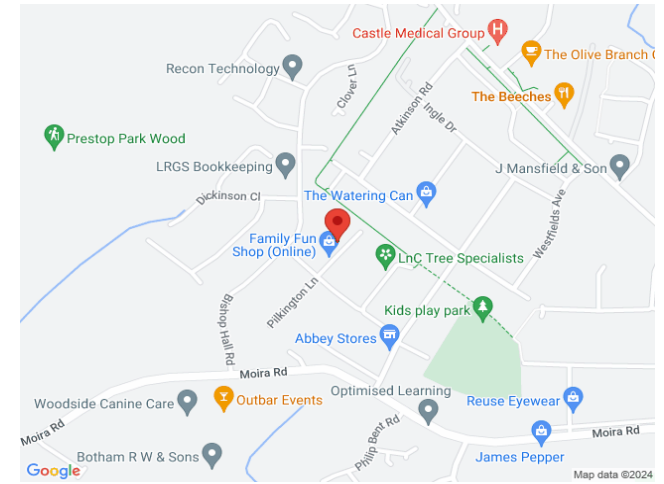 Castle Medical Group
H
The Olive Branch C
Recon Technology
Clover Ln
Atkinson Rd
Ingle Dr
The Beeches
Prestop Park Wood
LRGS Bookkeeping
J Mansfield & Son
Dickinson Cl
The Watering Can
Westfields Ave
Family Fun
Shop (Online)
LnC Tree Specialists
Pilkington Ln
Bishop Hall Rd
Kids play park
Abbey Stores
Moira Rd
Optimised Learning
Woodside Canine Care
Outbar Events
Reuse Eyewear
Philip Bent Rd
Moira Rd
Moira Rd
Botham R W & Sons
James Pepper
Google
Map data ©2024